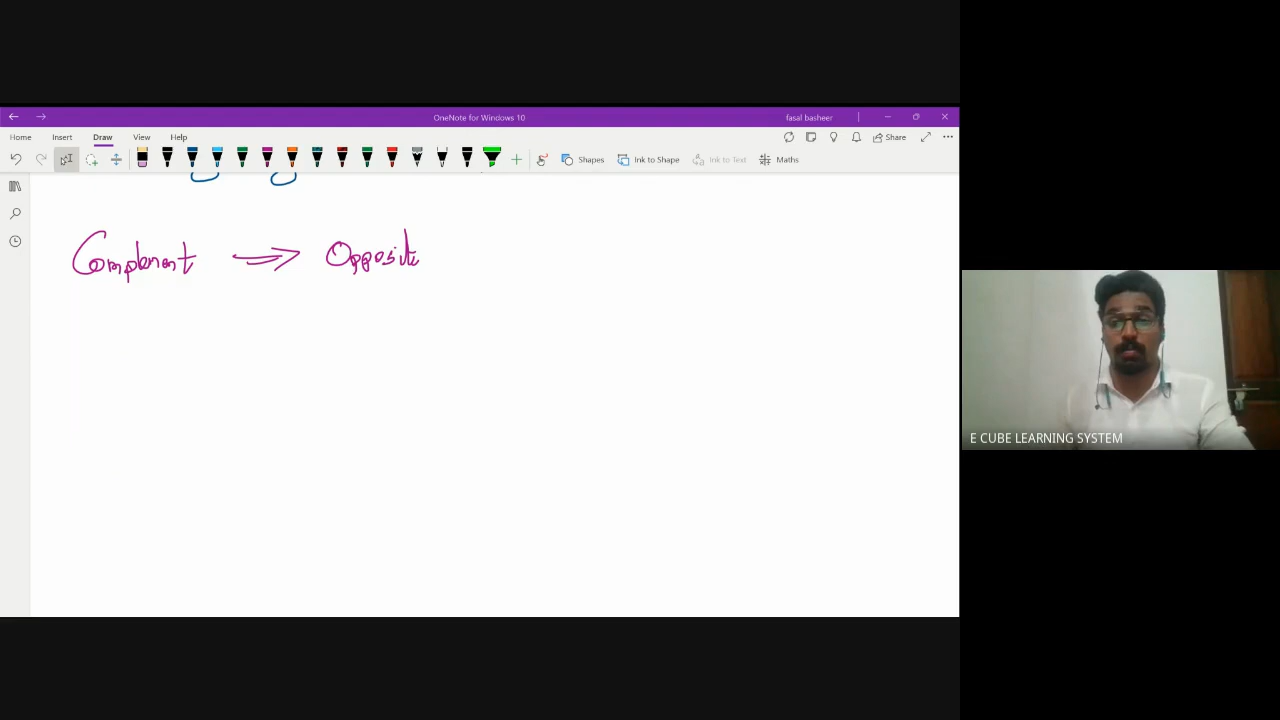 OneNote for Windows 10
fasal basheer
Home Insert Draw View Help
Share
Shapes Ink to Shape Ink to Text Maths
Complement ⇒ Opposite
E CUBE LEARNING SYSTEM